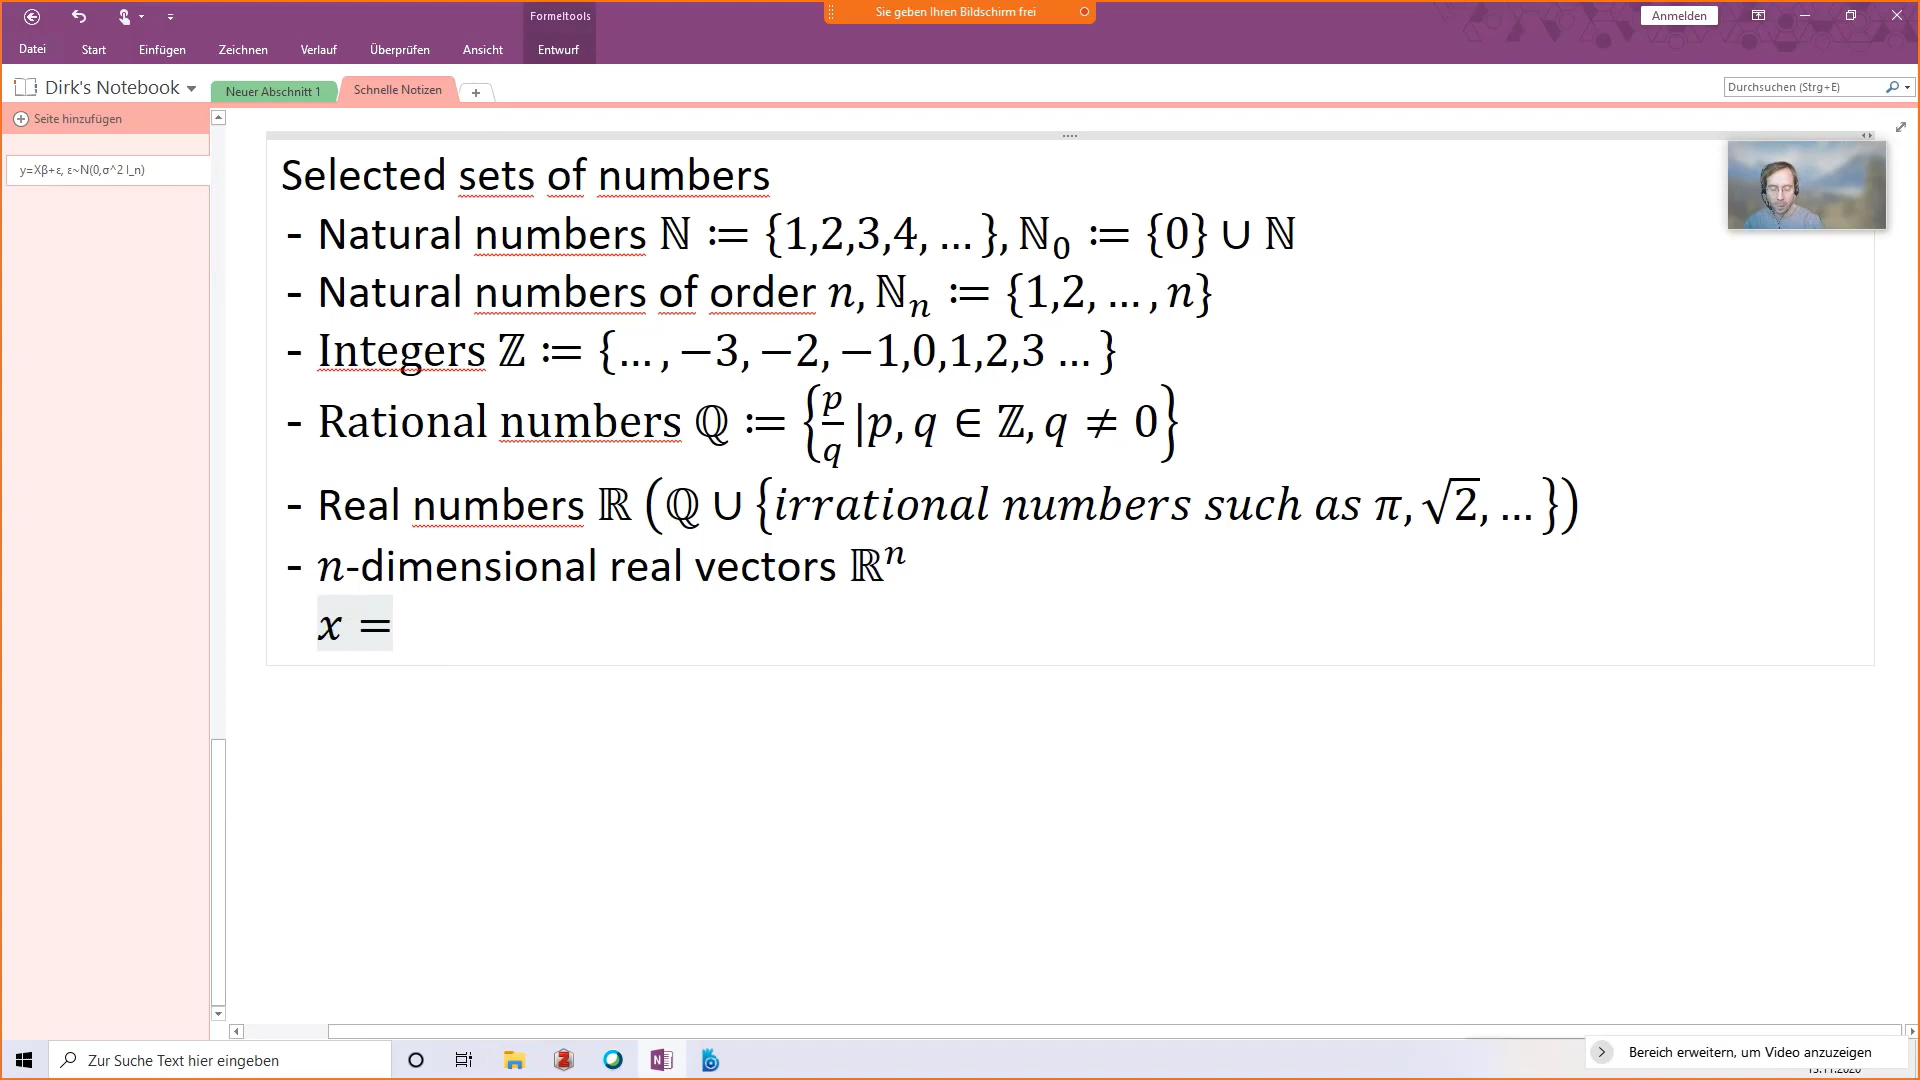 Formeltools
Sie geben Ihren Bildschirm frei
Anmelden
Datei Start Einfügen Zeichnen Verlauf Überprüfen Ansicht Entwurf
Dirk's Notebook
Neuer Abschnitt 1
Schnelle Notizen
Durchsuchen (Strg+E)
Seite hinzufügen
y=Xβ+ε, ε~N(0,σ^2 I_n)
Selected sets of numbers
- Natural numbers ℕ ≔ {1,2,3,4, … }, ℕ₀ ≔ {0} ∪ ℕ
- Natural numbers of order n, ℕₙ ≔ {1,2, … , n}
- Integers ℤ ≔ {… , −3, −2, −1,0,1,2,3 … }
- Rational numbers ℚ ≔ {p/q |p, q ∈ ℤ, q ≠ 0}
- Real numbers ℝ (ℚ ∪ {irrational numbers such as π, √2, … })
- n-dimensional real vectors ℝⁿ
x =
Zur Suche Text hier eingeben
Bereich erweitern, um Video anzuzeigen